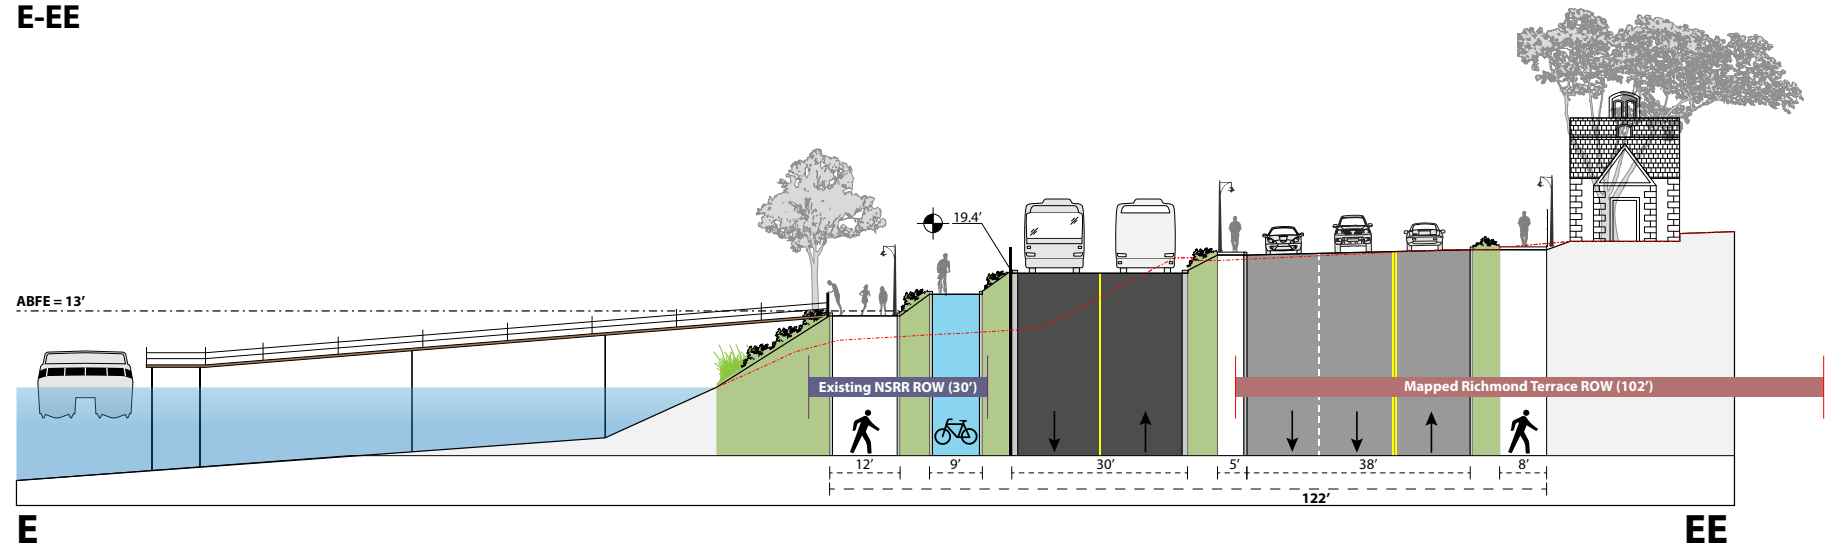 E-EE
19.4’
ABFE = 13’
Existing NSRR ROW (30’)
Mapped Richmond Terrace ROW (102’)
12’
9’
30’
5’
38’
8’
122’
E
EE